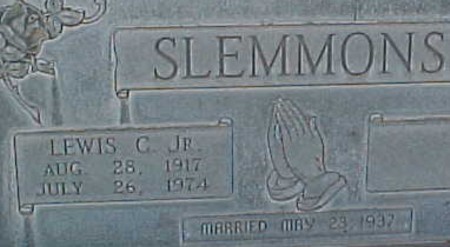 SLEMMONS
LEWIS C. JR.
AUG. 28, 1917
JULY 26, 1974
MARRIED MAY 23, 1937